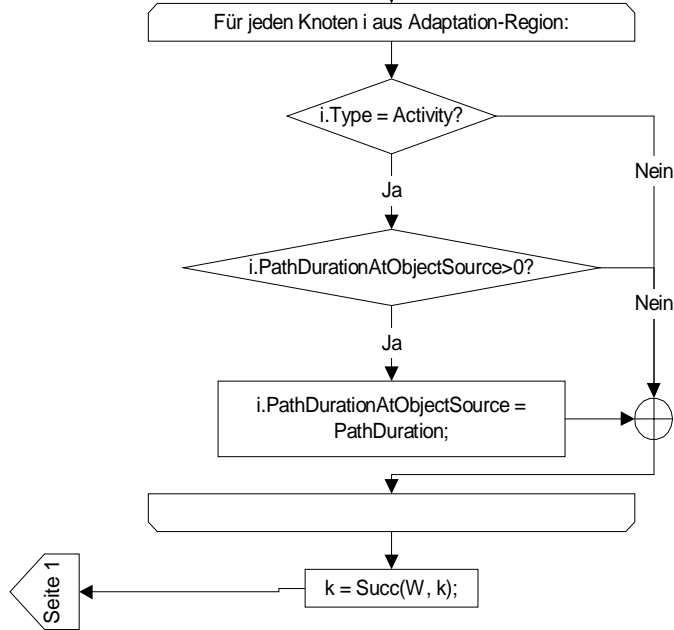 Für jeden Knoten i aus Adaptation-Region:
i.Type = Activity?
Nein
Ja
i.PathDurationAtObjectSource>0?
Nein
Ja
i.PathDurationAtObjectSource =
PathDuration;
k = Succ(W, k);
Seite 1